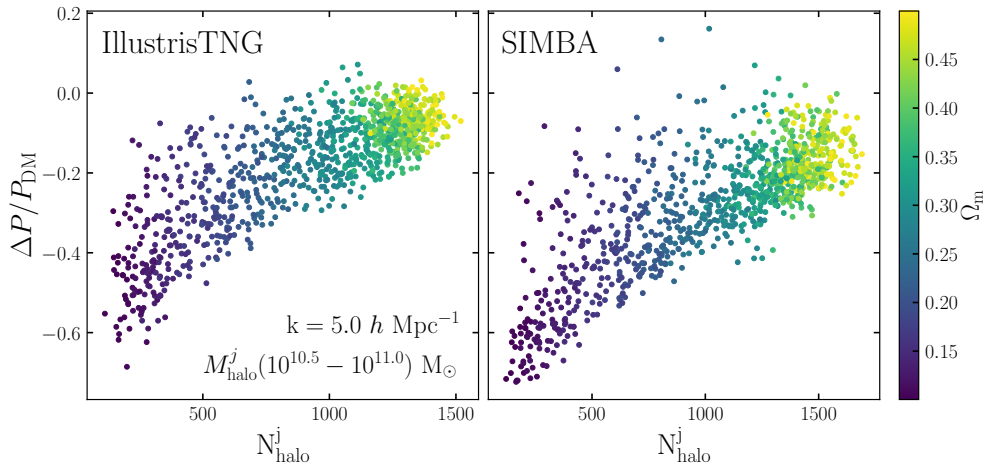 IllustrisTNG
SIMBA
0.2
0.0
−0.2
−0.4
−0.6
ΔP/P_DM
k = 5.0 h Mpc⁻¹
M^j_halo(10^10.5 − 10^11.0) M_⊙
500
1000
1500
N^j_halo
500
1000
1500
N^j_halo
0.45
0.40
0.35
0.30
0.25
0.20
0.15
Ω_m